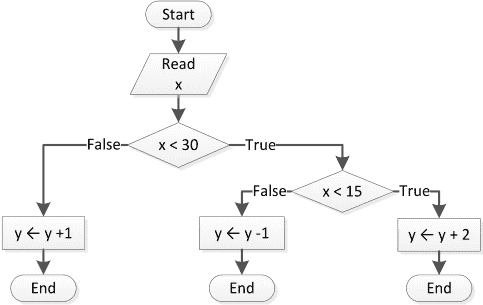 Start
Read
x
x < 30
False
True
x < 15
False
True
y ← y +1
y ← y -1
y ← y + 2
End
End
End